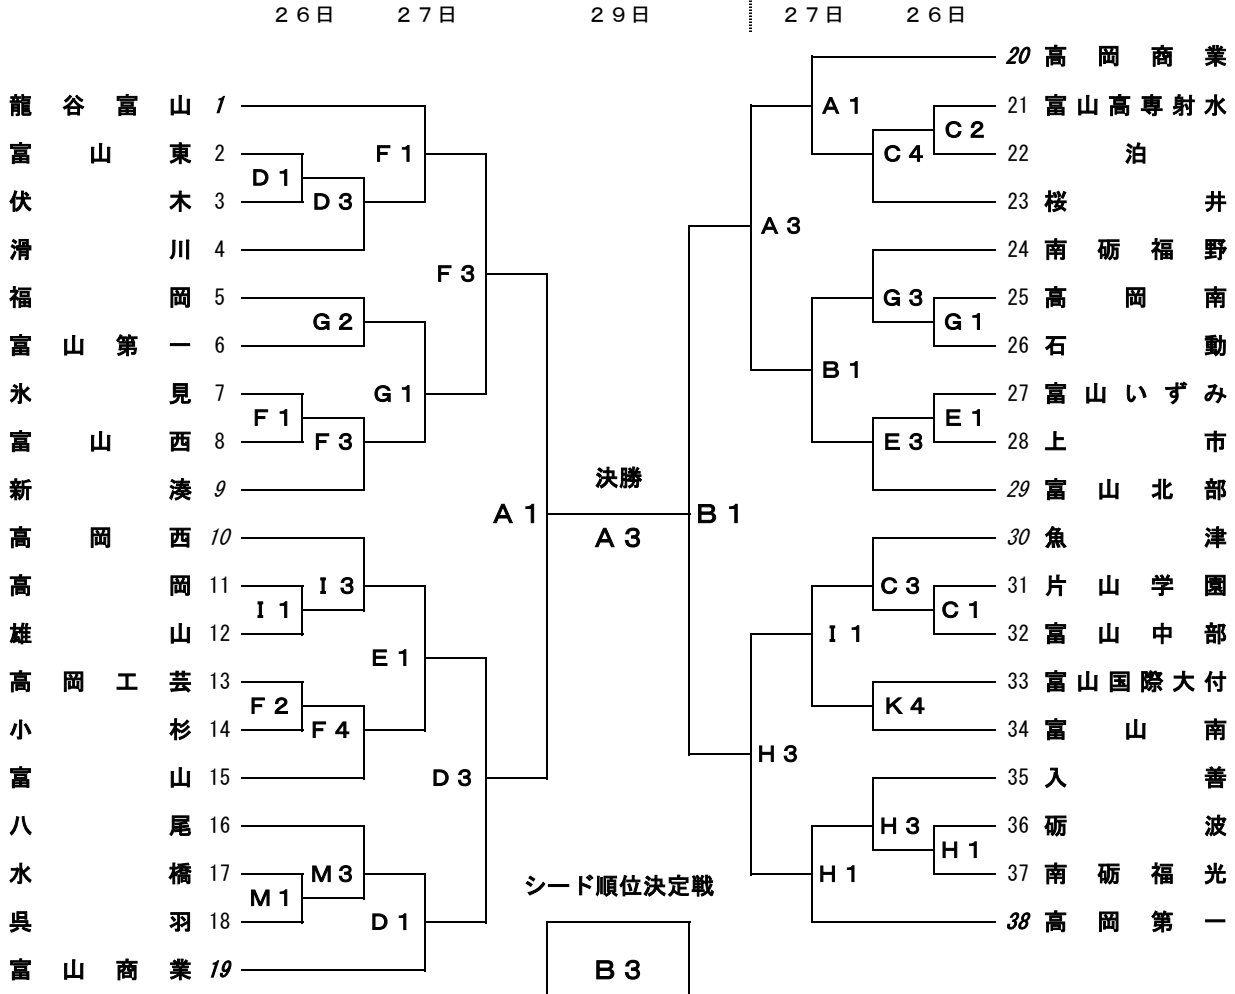 ２６日 ２７日 ２９日 ２７日 ２６日
龍谷富山 1
富山東 2
伏木 3
滑川 4
福岡 5
富山第一 6
氷見 7
富山西 8
新湊 9
高岡西 10
高岡 11
雄山 12
高岡工芸 13
小杉 14
富山 15
八尾 16
水橋 17
呉羽 18
富山商業 19
D1
D3
F1
G2
F1
F3
G1
F3
I3
I1
F2
F4
E1
M3
M1
D1
D3
A1
決勝
A3
B1
シード順位決定戦
B3
A1
C2
C4
A3
G3
G1
B1
E1
E3
C3
C1
I1
K4
H3
H3
H1
H1
20 高岡商業
21 富山高専射水
22 泊
23 桜井
24 南砺福野
25 高岡南
26 石動
27 富山いずみ
28 上市
29 富山北部
30 魚津
31 片山学園
32 富山中部
33 富山国際大付
34 富山南
35 入善
36 砺波
37 南砺福光
38 高岡第一